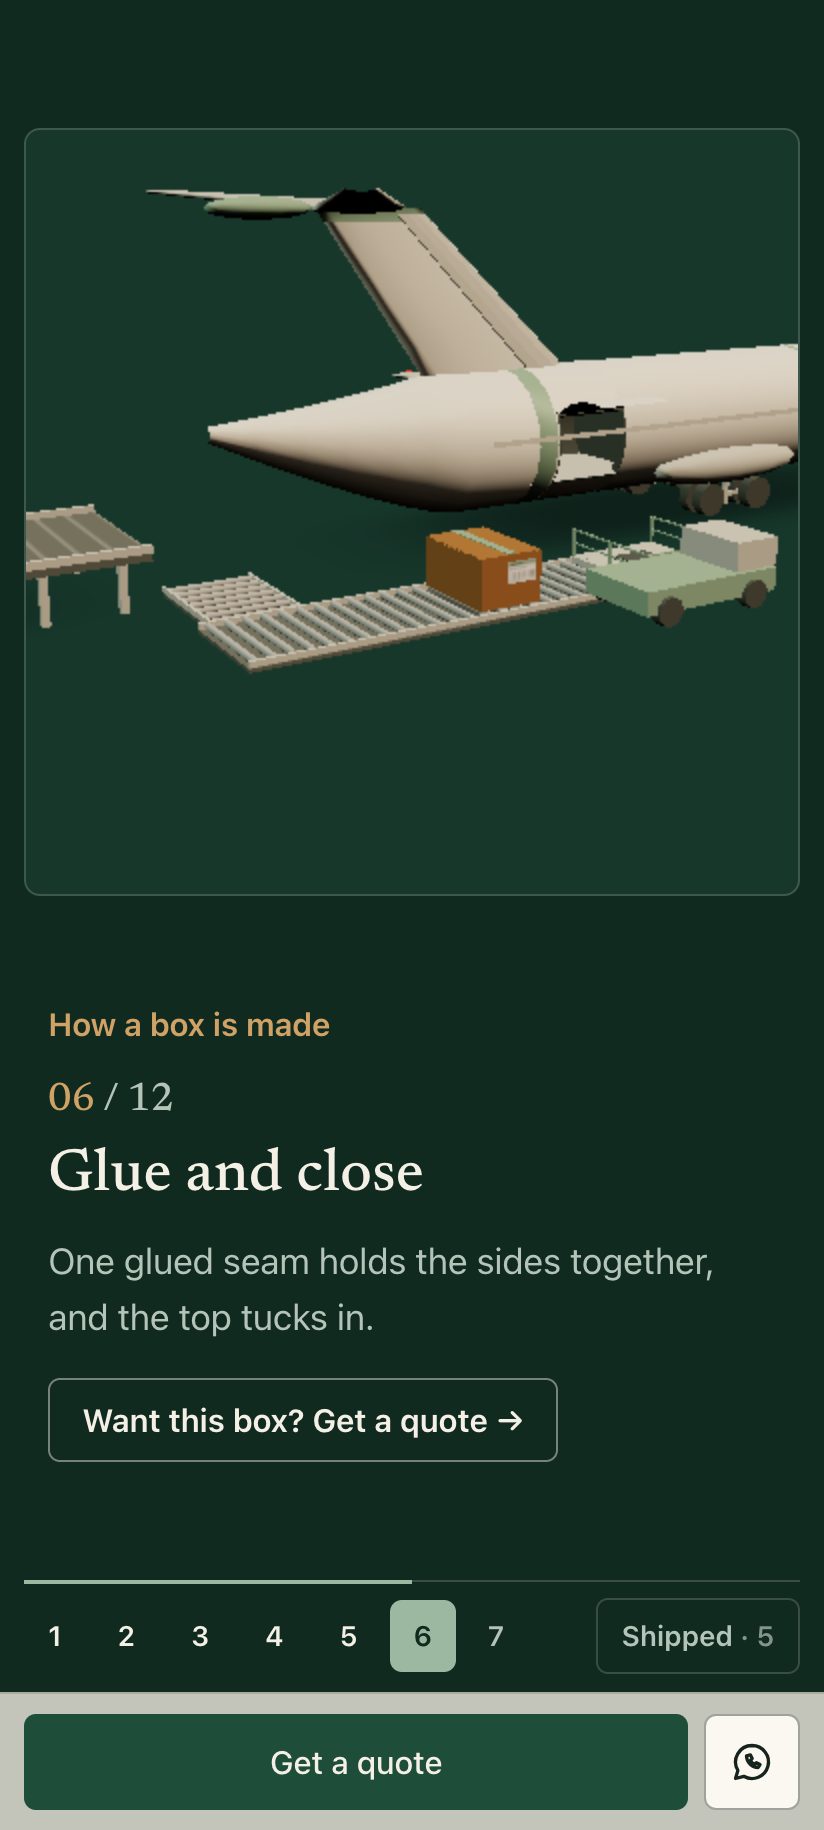 How a box is made
06 / 12
Glue and close
One glued seam holds the sides together,
and the top tucks in.
Want this box? Get a quote →
1 2 3 4 5 6 7 Shipped · 5
Get a quote